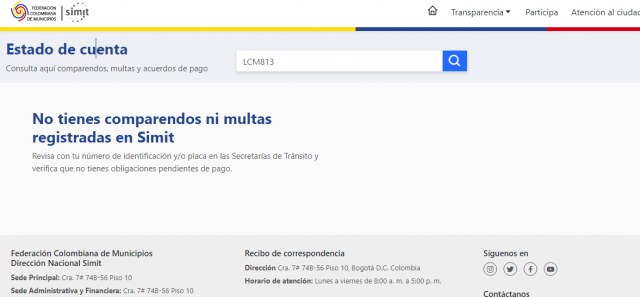 FEDERACIÓN
COLOMBIANA
DE MUNICIPIOS
simit
Transparencia
Participa
Atención al ciudad
Estado de cuenta
Consulta aquí comparendos, multas y acuerdos de pago
LCM813
No tienes comparendos ni multas
registradas en Simit
Revisa con tu número de identificación y/o placa en las Secretarías de Tránsito y
verifica que no tienes obligaciones pendientes de pago.
Federación Colombiana de Municipios
Dirección Nacional Simit
Sede Principal: Cra. 7# 74B-56 Piso 10
Sede Administrativa y Financiera: Cra. 7# 74B-56 Piso 10
Recibo de correspondencia
Dirección Cra. 7# 74B-56 Piso 10, Bogotá D.C. Colombia
Horario de atención: Lunes a viernes de 8:00 a. m. a 5:00 p. m.
Síguenos en
Contáctanos